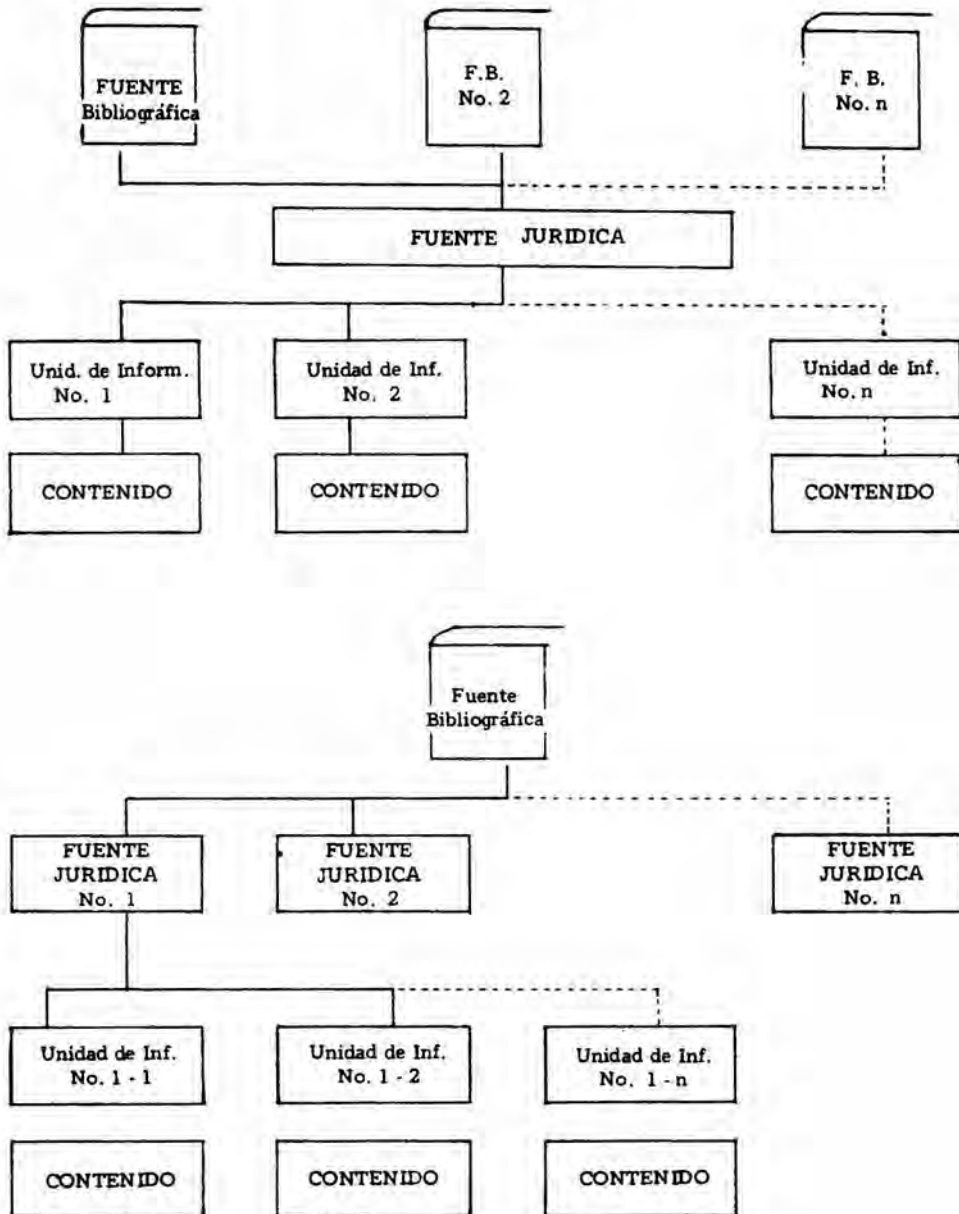 FUENTE
Bibliográfica
F.B.
No. 2
F. B.
No. n
FUENTE JURIDICA
Unid. de Inform.
No. 1
Unidad de Inf.
No. 2
Unidad de Inf.
No. n
CONTENIDO
CONTENIDO
CONTENIDO
Fuente
Bibliográfica
FUENTE
JURIDICA
No. 1
FUENTE
JURIDICA
No. 2
FUENTE
JURIDICA
No. n
Unidad de Inf.
No. 1 - 1
Unidad de Inf.
No. 1 - 2
Unidad de Inf.
No. 1 - n
CONTENIDO
CONTENIDO
CONTENIDO